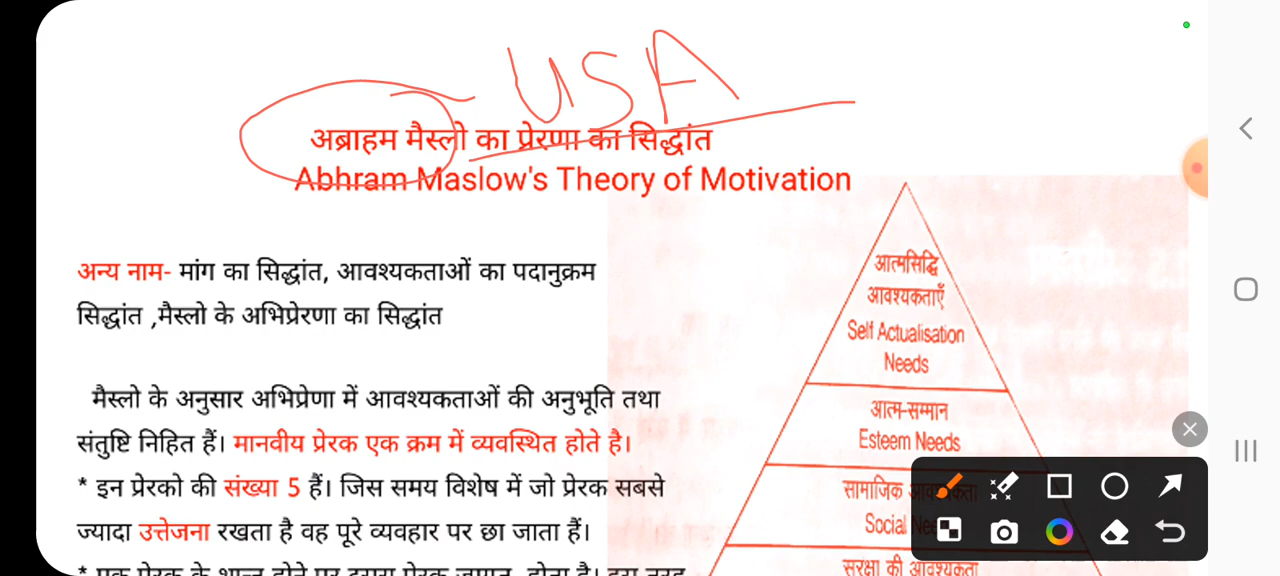 USA
अब्राहम मैस्लो का प्रेरणा का सिद्धांत
Abhram Maslow's Theory of Motivation
अन्य नाम- मांग का सिद्धांत, आवश्यकताओं का पदानुक्रम
सिद्धांत ,मैस्लो के अभिप्रेरणा का सिद्धांत
मैस्लो के अनुसार अभिप्रेणा में आवश्यकताओं की अनुभूति तथा
संतुष्टि निहित हैं। मानवीय प्रेरक एक क्रम में व्यवस्थित होते है।
* इन प्रेरको की संख्या 5 हैं। जिस समय विशेष में जो प्रेरक सबसे
ज्यादा उत्तेजना रखता है वह पूरे व्यवहार पर छा जाता हैं।
आत्मसिद्धि
आवश्यकताएँ
Self Actualisation
Needs
आत्म-सम्मान
Esteem Needs
सामाजिक
Social
सुरक्षा की आवश्यकता